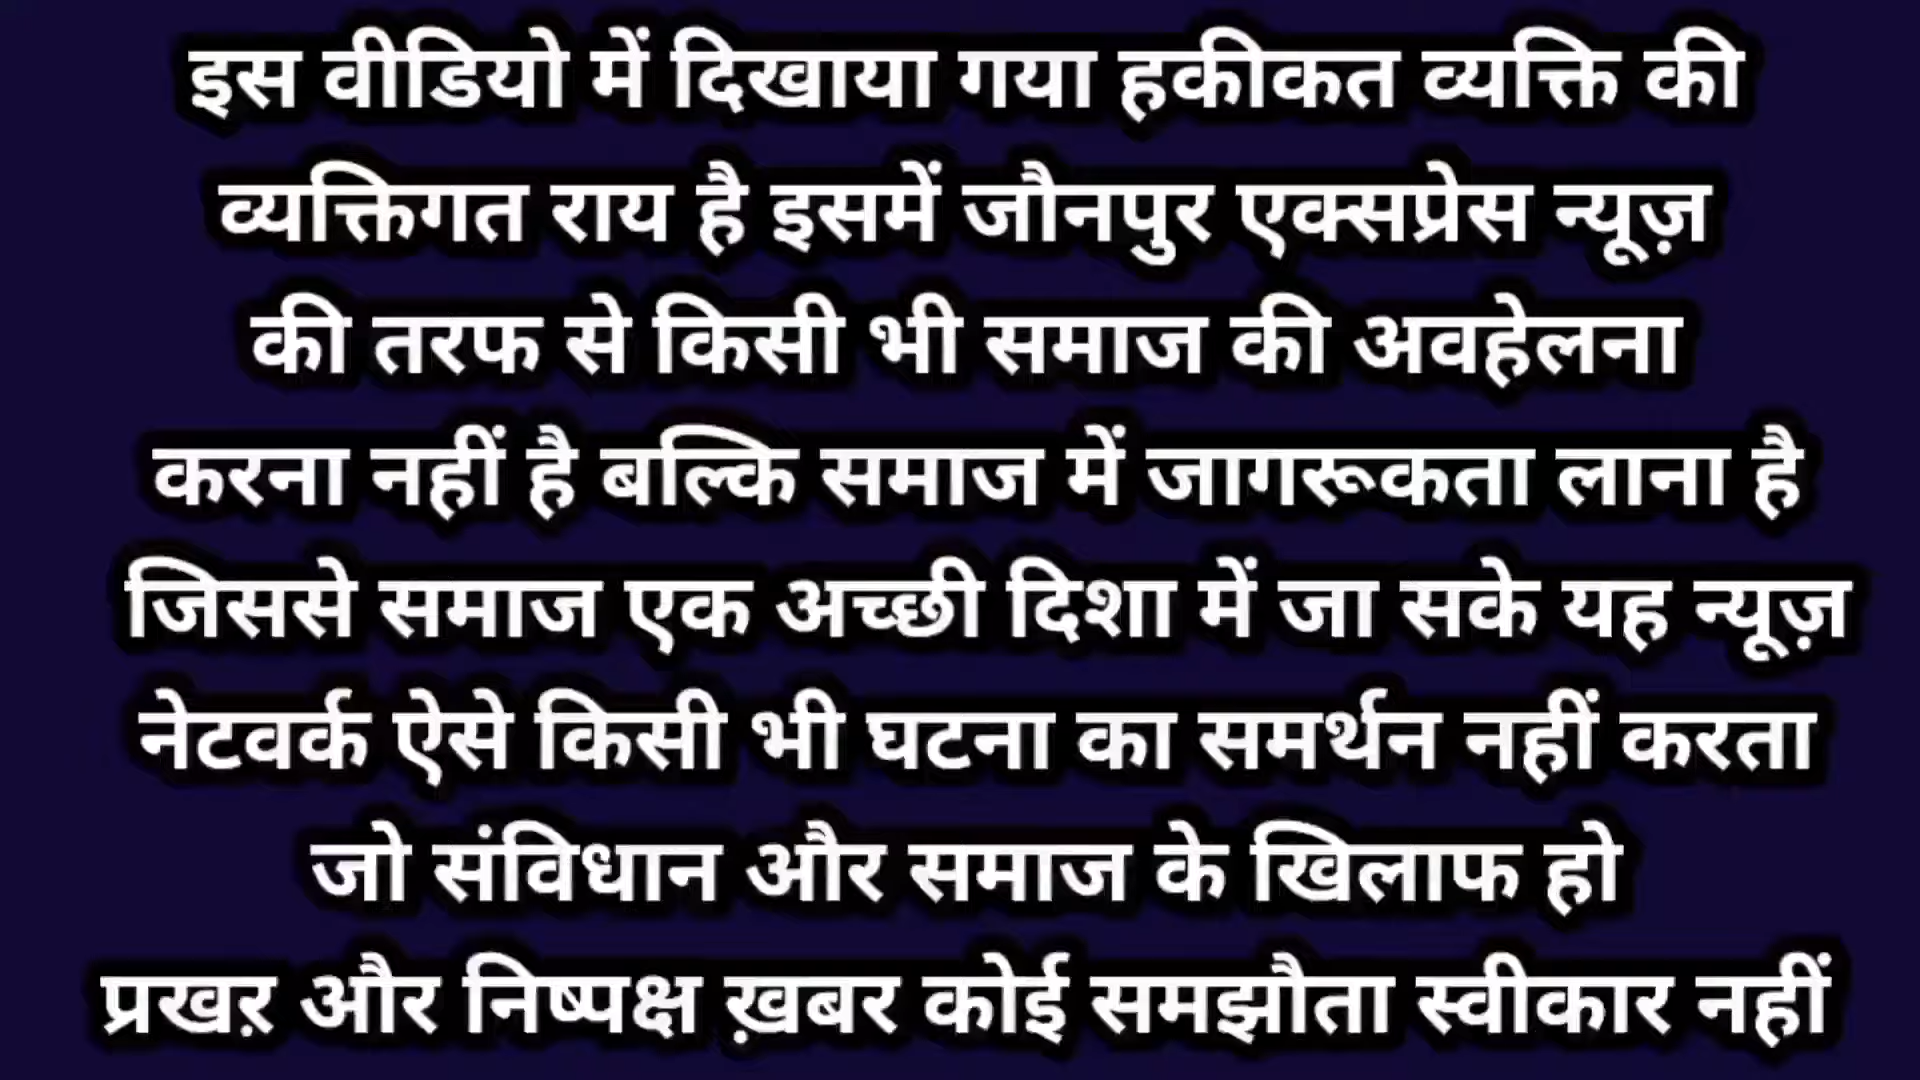 इस वीडियो में दिखाया गया हकीकत व्यक्ति की
व्यक्तिगत राय है इसमें जौनपुर एक्सप्रेस न्यूज़
की तरफ से किसी भी समाज की अवहेलना
करना नहीं है बल्कि समाज में जागरूकता लाना है
जिससे समाज एक अच्छी दिशा में जा सके यह न्यूज़
नेटवर्क ऐसे किसी भी घटना का समर्थन नहीं करता
जो संविधान और समाज के खिलाफ हो
प्रखऱ और निष्पक्ष ख़बर कोई समझौता स्वीकार नहीं